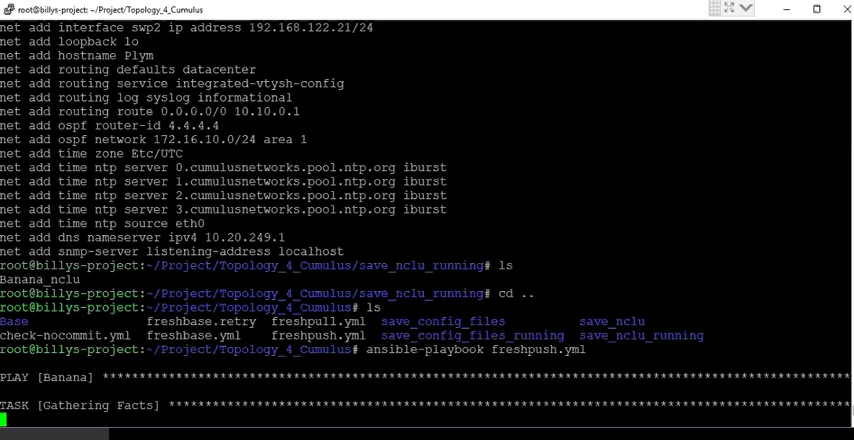 root@billys-project: ~/Project/Topology_4_Cumulus
net add interface swp2 ip address 192.168.122.21/24
net add loopback lo
net add hostname Plym
net add routing defaults datacenter
net add routing service integrated-vtysh-config
net add routing log syslog informational
net add routing route 0.0.0.0/0 10.10.0.1
net add ospf router-id 4.4.4.4
net add ospf network 172.16.10.0/24 area 1
net add time zone Etc/UTC
net add time ntp server 0.cumulusnetworks.pool.ntp.org iburst
net add time ntp server 1.cumulusnetworks.pool.ntp.org iburst
net add time ntp server 2.cumulusnetworks.pool.ntp.org iburst
net add time ntp server 3.cumulusnetworks.pool.ntp.org iburst
net add time ntp source eth0
net add dns nameserver ipv4 10.20.249.1
net add snmp-server listening-address localhost
root@billys-project:~/Project/Topology_4_Cumulus/save_nclu_running# ls
Banana_nclu
root@billys-project:~/Project/Topology_4_Cumulus/save_nclu_running# cd ..
root@billys-project:~/Project/Topology_4_Cumulus# ls
Base freshbase.retry freshpull.yml save_config_files save_nclu
check-nocommit.yml freshbase.yml freshpush.yml save_config_files_running save_nclu_running
root@billys-project:~/Project/Topology_4_Cumulus# ansible-playbook freshpush.yml
PLAY [Banana] ************************************************************************************************************
TASK [Gathering Facts] ***************************************************************************************************